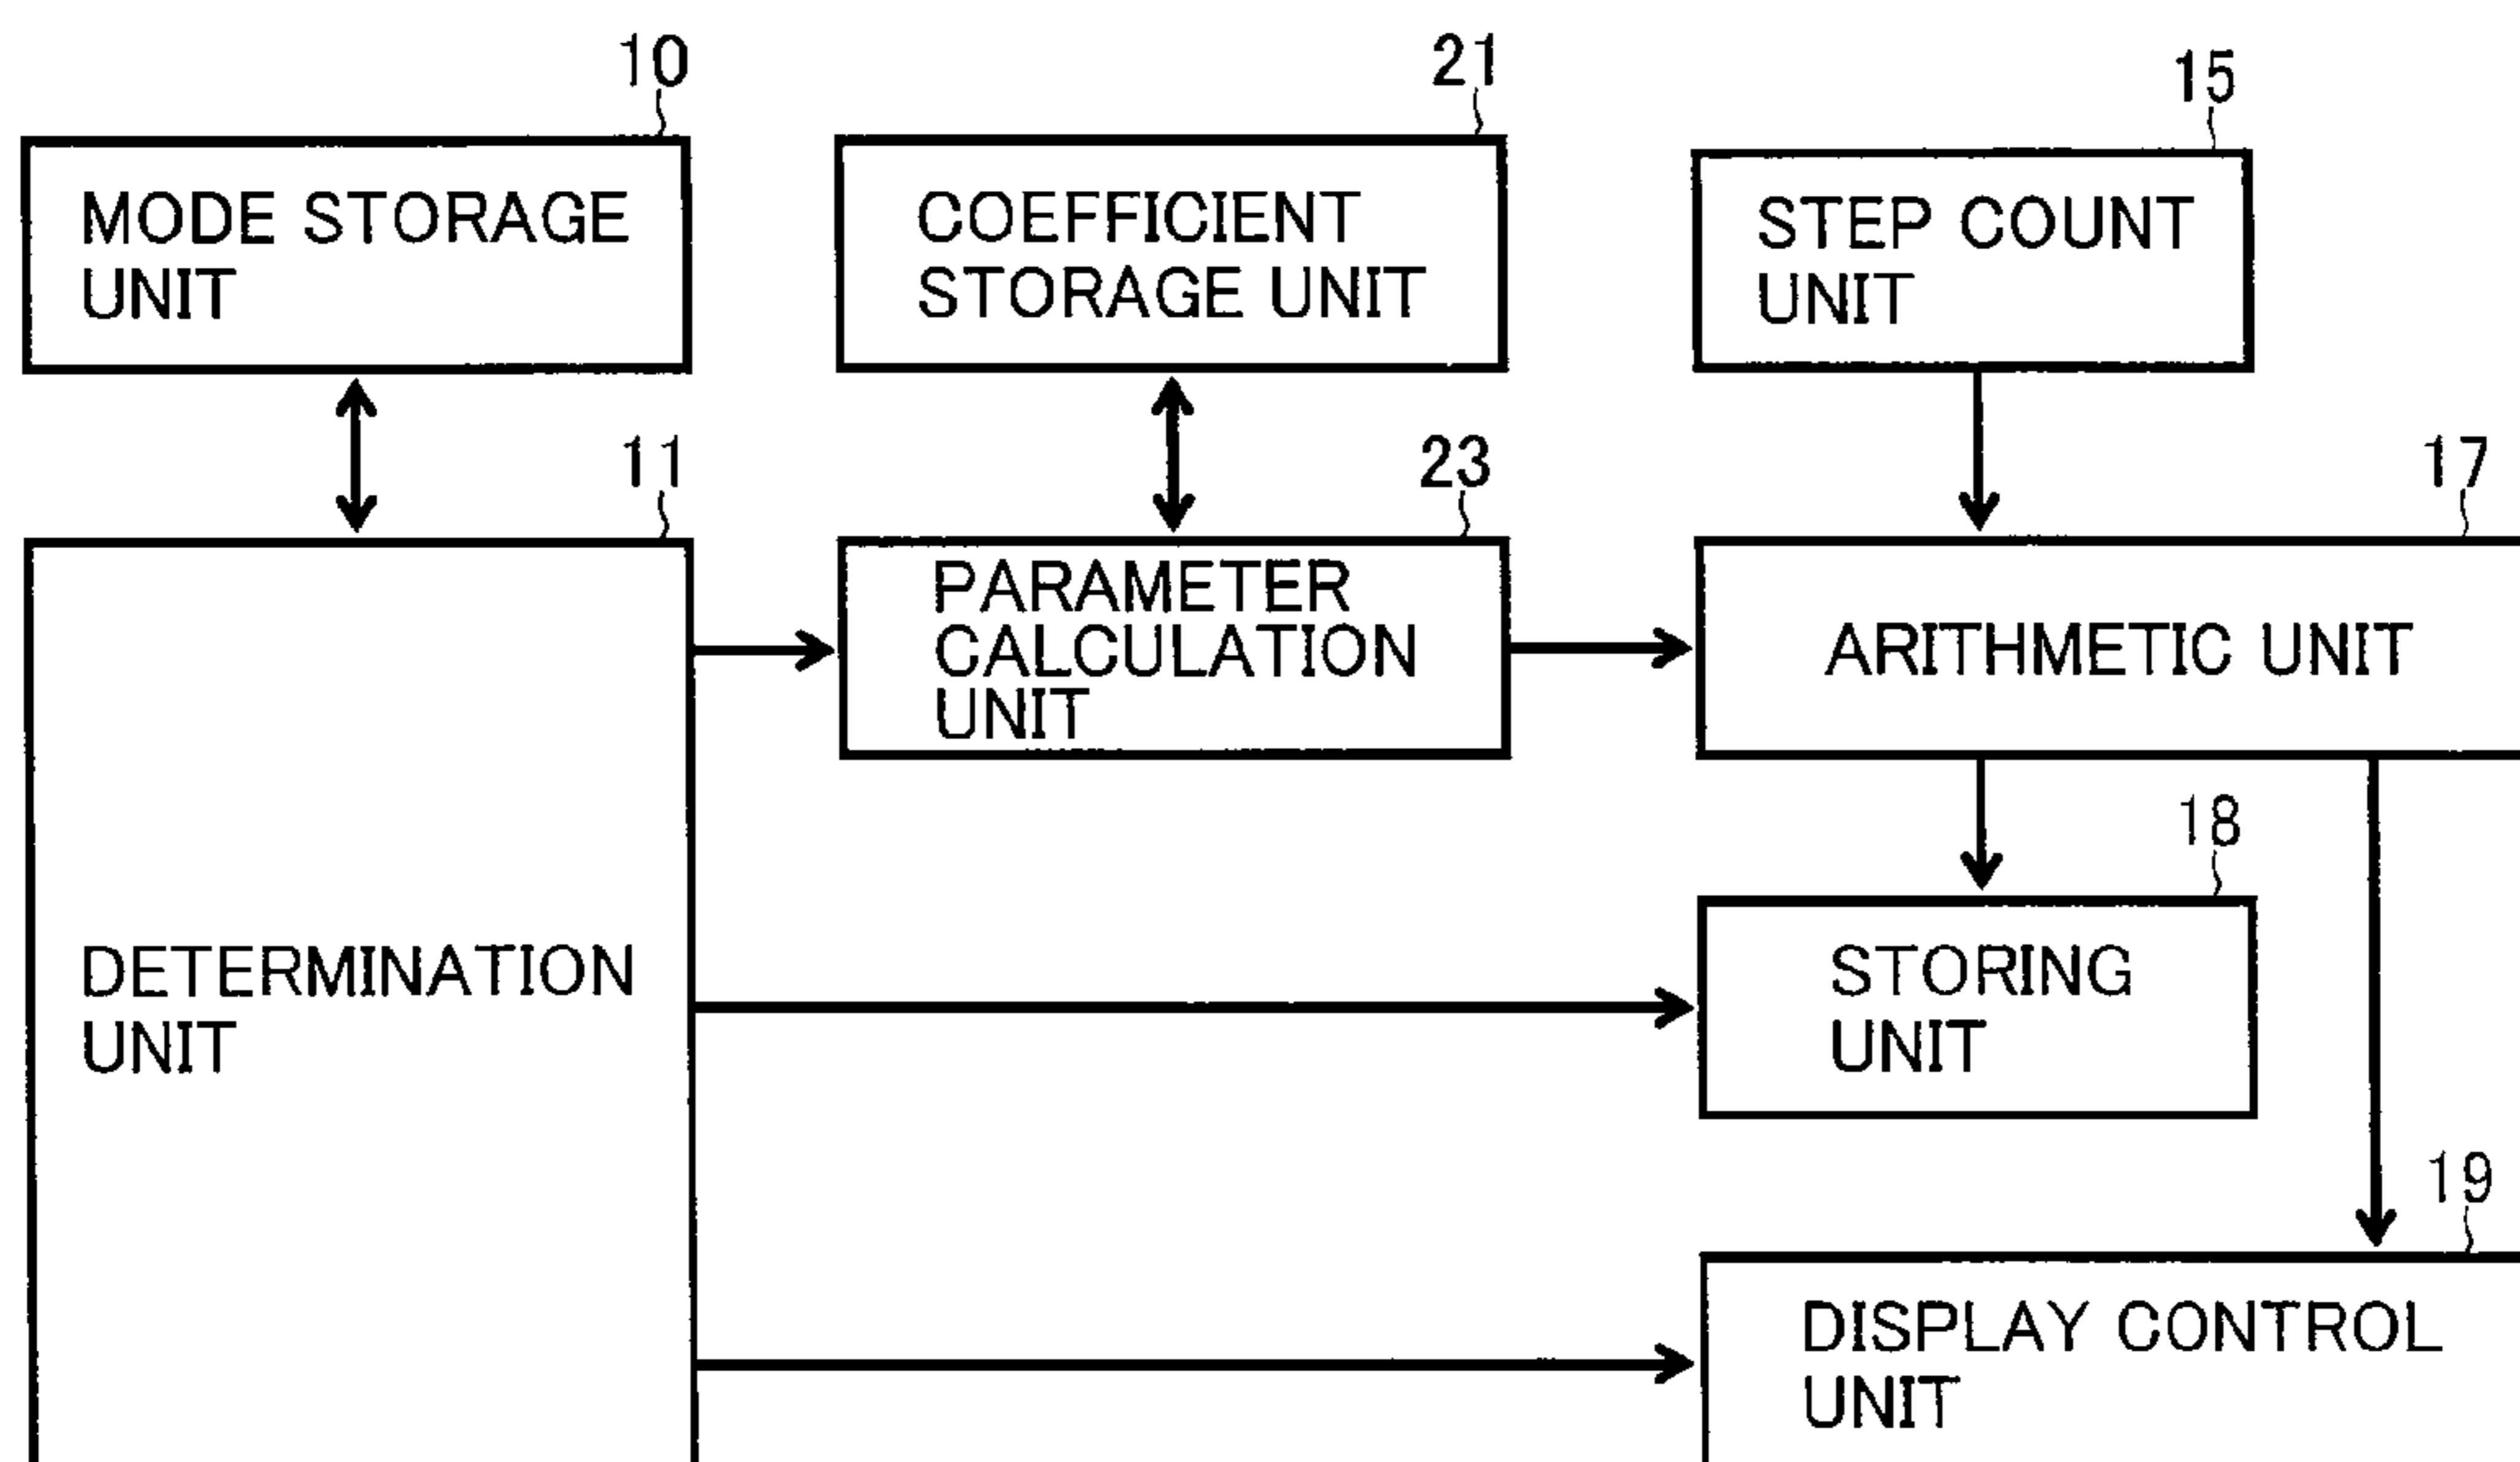 10
21
15
MODE STORAGE
UNIT
COEFFICIENT
STORAGE UNIT
STEP COUNT
UNIT
11
23
17
PARAMETER
CALCULATION
UNIT
ARITHMETIC UNIT
18
DETERMINATION
UNIT
STORING
UNIT
19
DISPLAY CONTROL
UNIT